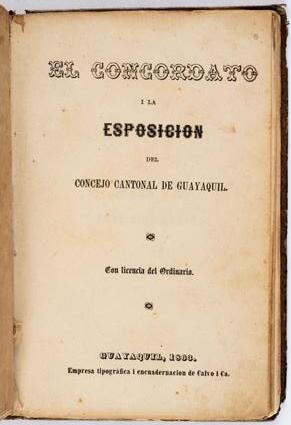 EL CONCORDATO
I LA
ESPOSICION
DEL
CONCEJO CANTONAL DE GUAYAQUIL.
Con licencia del Ordinario.
GUAYAQUIL, 1863.
Empresa tipográfica i encuadernacion de Calvo i Ca.